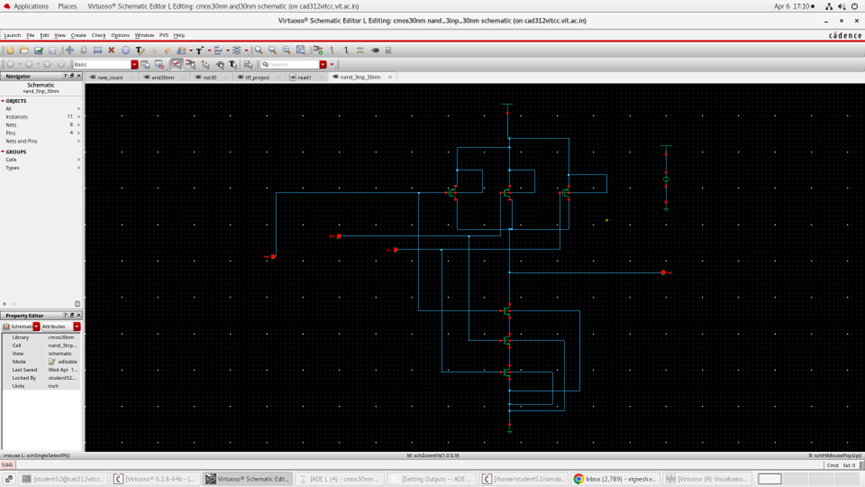 Applications Places Virtuoso® Schematic Editor L Editing: cmos30nm and30nm schematic (on cad312vitcc.vit.ac.in) Apr 6 17:10
Virtuoso® Schematic Editor L Editing: cmos30nm nand_3inp_30nm schematic (on cad312vitcc.vit.ac.in)
Launch File Edit View Create Check Options Window PVS Help cādence
Basic Search
Navigator new_count and30nm not30 tft_project nand_3inp_30nm
Schematic
nand_3inp_30nm
OBJECTS
All
Instances 11
Nets 8
Pins 4
Nets and Pins
GROUPS
Cells
Types
Property Editor
Schemati Attributes
Library cmos30nm
Cell nand_3inp...
View schematic
Mode editable
Last Saved Wed Apr 1...
Locked By student52...
Units inch
mouse L: schSingleSelectPt() M: schZoomFit(1.0 0.9) R: schHiMousePopUp()
Cmd: Sel: 0
[student52@cad312vitcc... Virtuoso® 6.1.8-64b - L... Virtuoso® Schematic Edit... [ADE L (4) - cmos30nm ... [Setting Outputs -- ADE ... [/home/student52/simula... Inbox (2,789) - vignesh.v... [Virtuoso (R) Visualizatio...